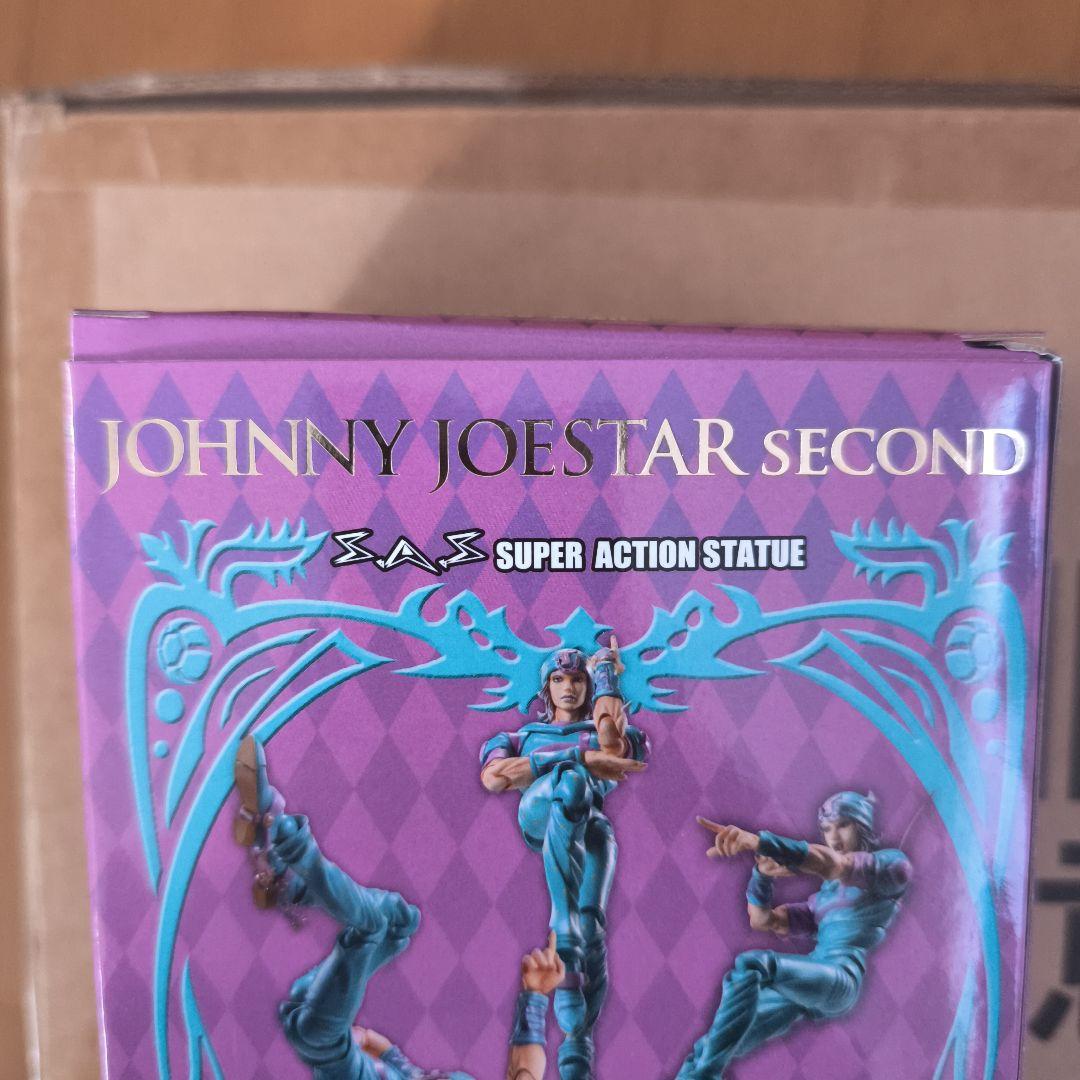 JOHNNY JOESTAR SECOND
S.A.S SUPER ACTION STATUE